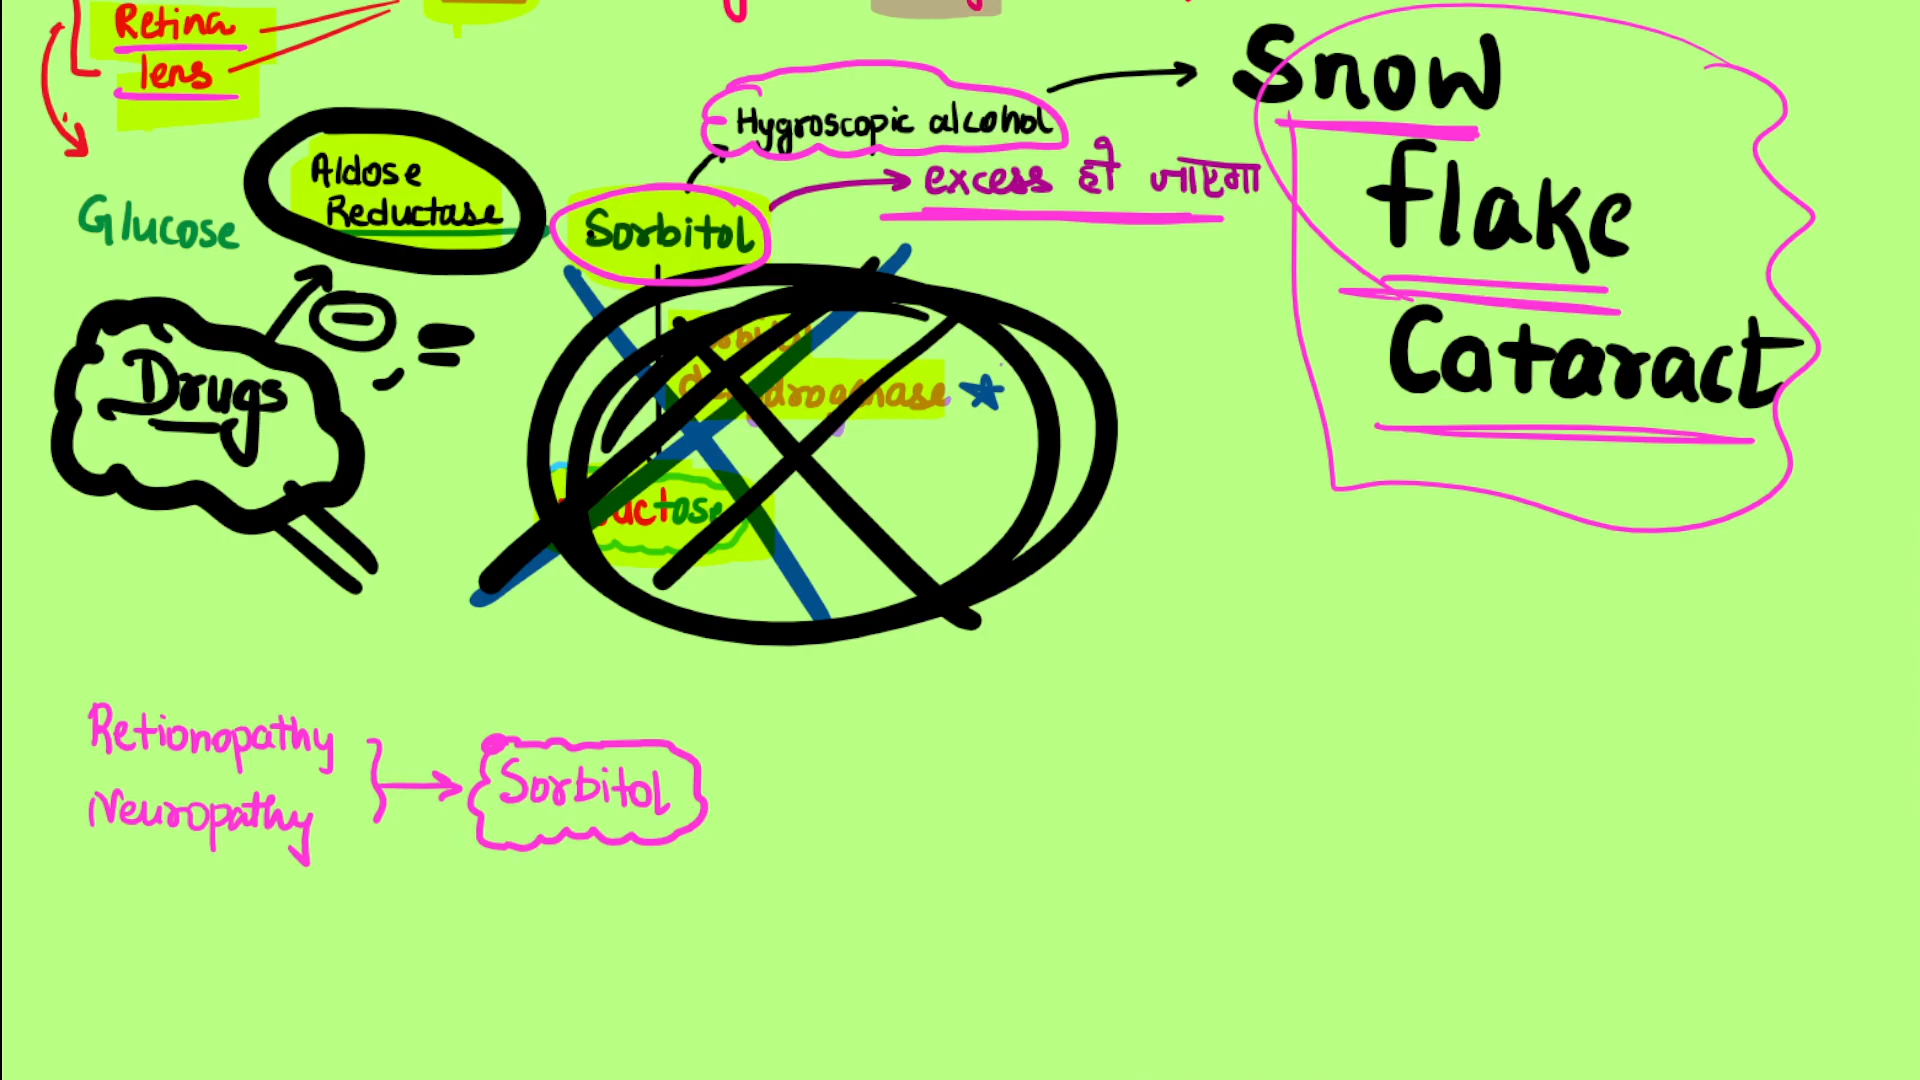 Retina
lens
Hygroscopic alcohol
Snow
flake
Cataract
excess हो जाएगा
Aldose
Reductase
Glucose
Sorbitol
Drugs
Retionopathy
Neuropathy
Sorbitol